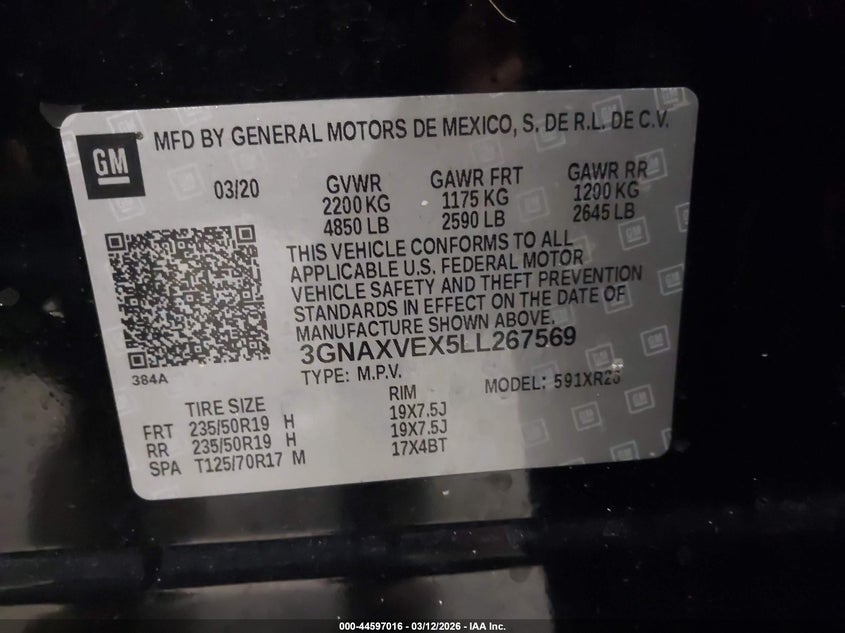 GM
MFD BY GENERAL MOTORS DE MEXICO, S. DE R.L. DE C.V.
03/20 GVWR GAWR FRT GAWR RR
2200 KG 1175 KG 1200 KG
4850 LB 2590 LB 2645 LB
THIS VEHICLE CONFORMS TO ALL
APPLICABLE U.S. FEDERAL MOTOR
VEHICLE SAFETY AND THEFT PREVENTION
STANDARDS IN EFFECT ON THE DATE OF
MANUFACTURE SHOWN ABOVE.
3GNAXVEX5LL267569
384A
TYPE: M.P.V. MODEL:
TIRE SIZE RIM
FRT 235/50R19 H 19X7.5J
RR 235/50R19 H 19X7.5J
SPA T125/70R17 M 17X4BT
000-44597016 - 03/12/2026 - IAA Inc.